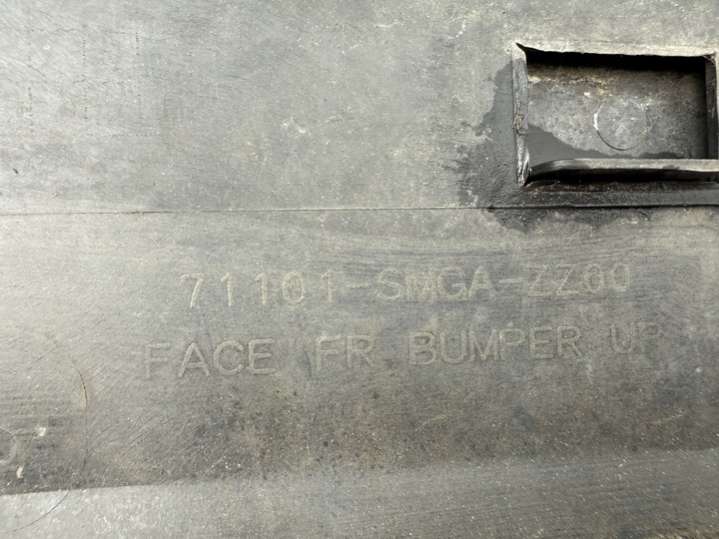 71101-SMGA-ZZ00
FACE FR BUMPER UP